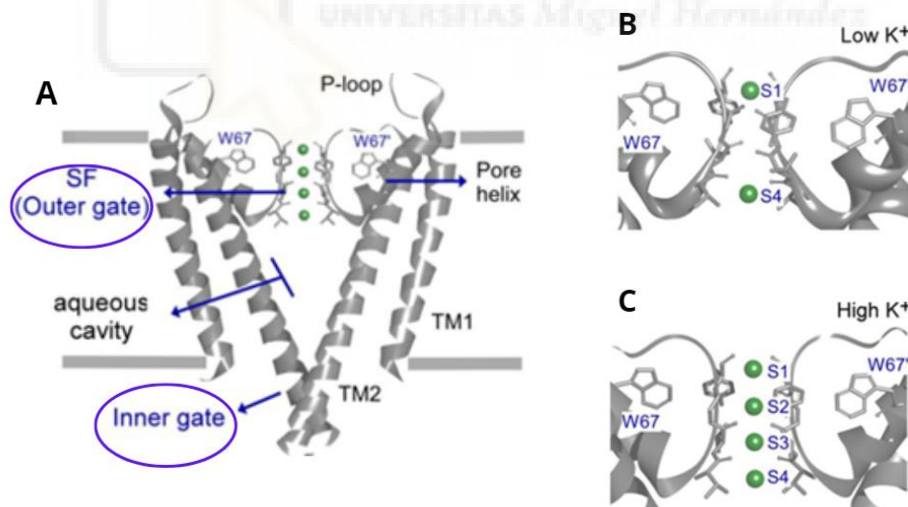 UNIVERSITAS Miguel Hernández
A
P-loop
W67
W67'
SF
(Outer gate)
Pore
helix
aqueous
cavity
TM1
TM2
Inner gate
B
Low K+
W67'
S1
W67
S4
C
High K+
W67'
S1
S2
W67
S3
S4